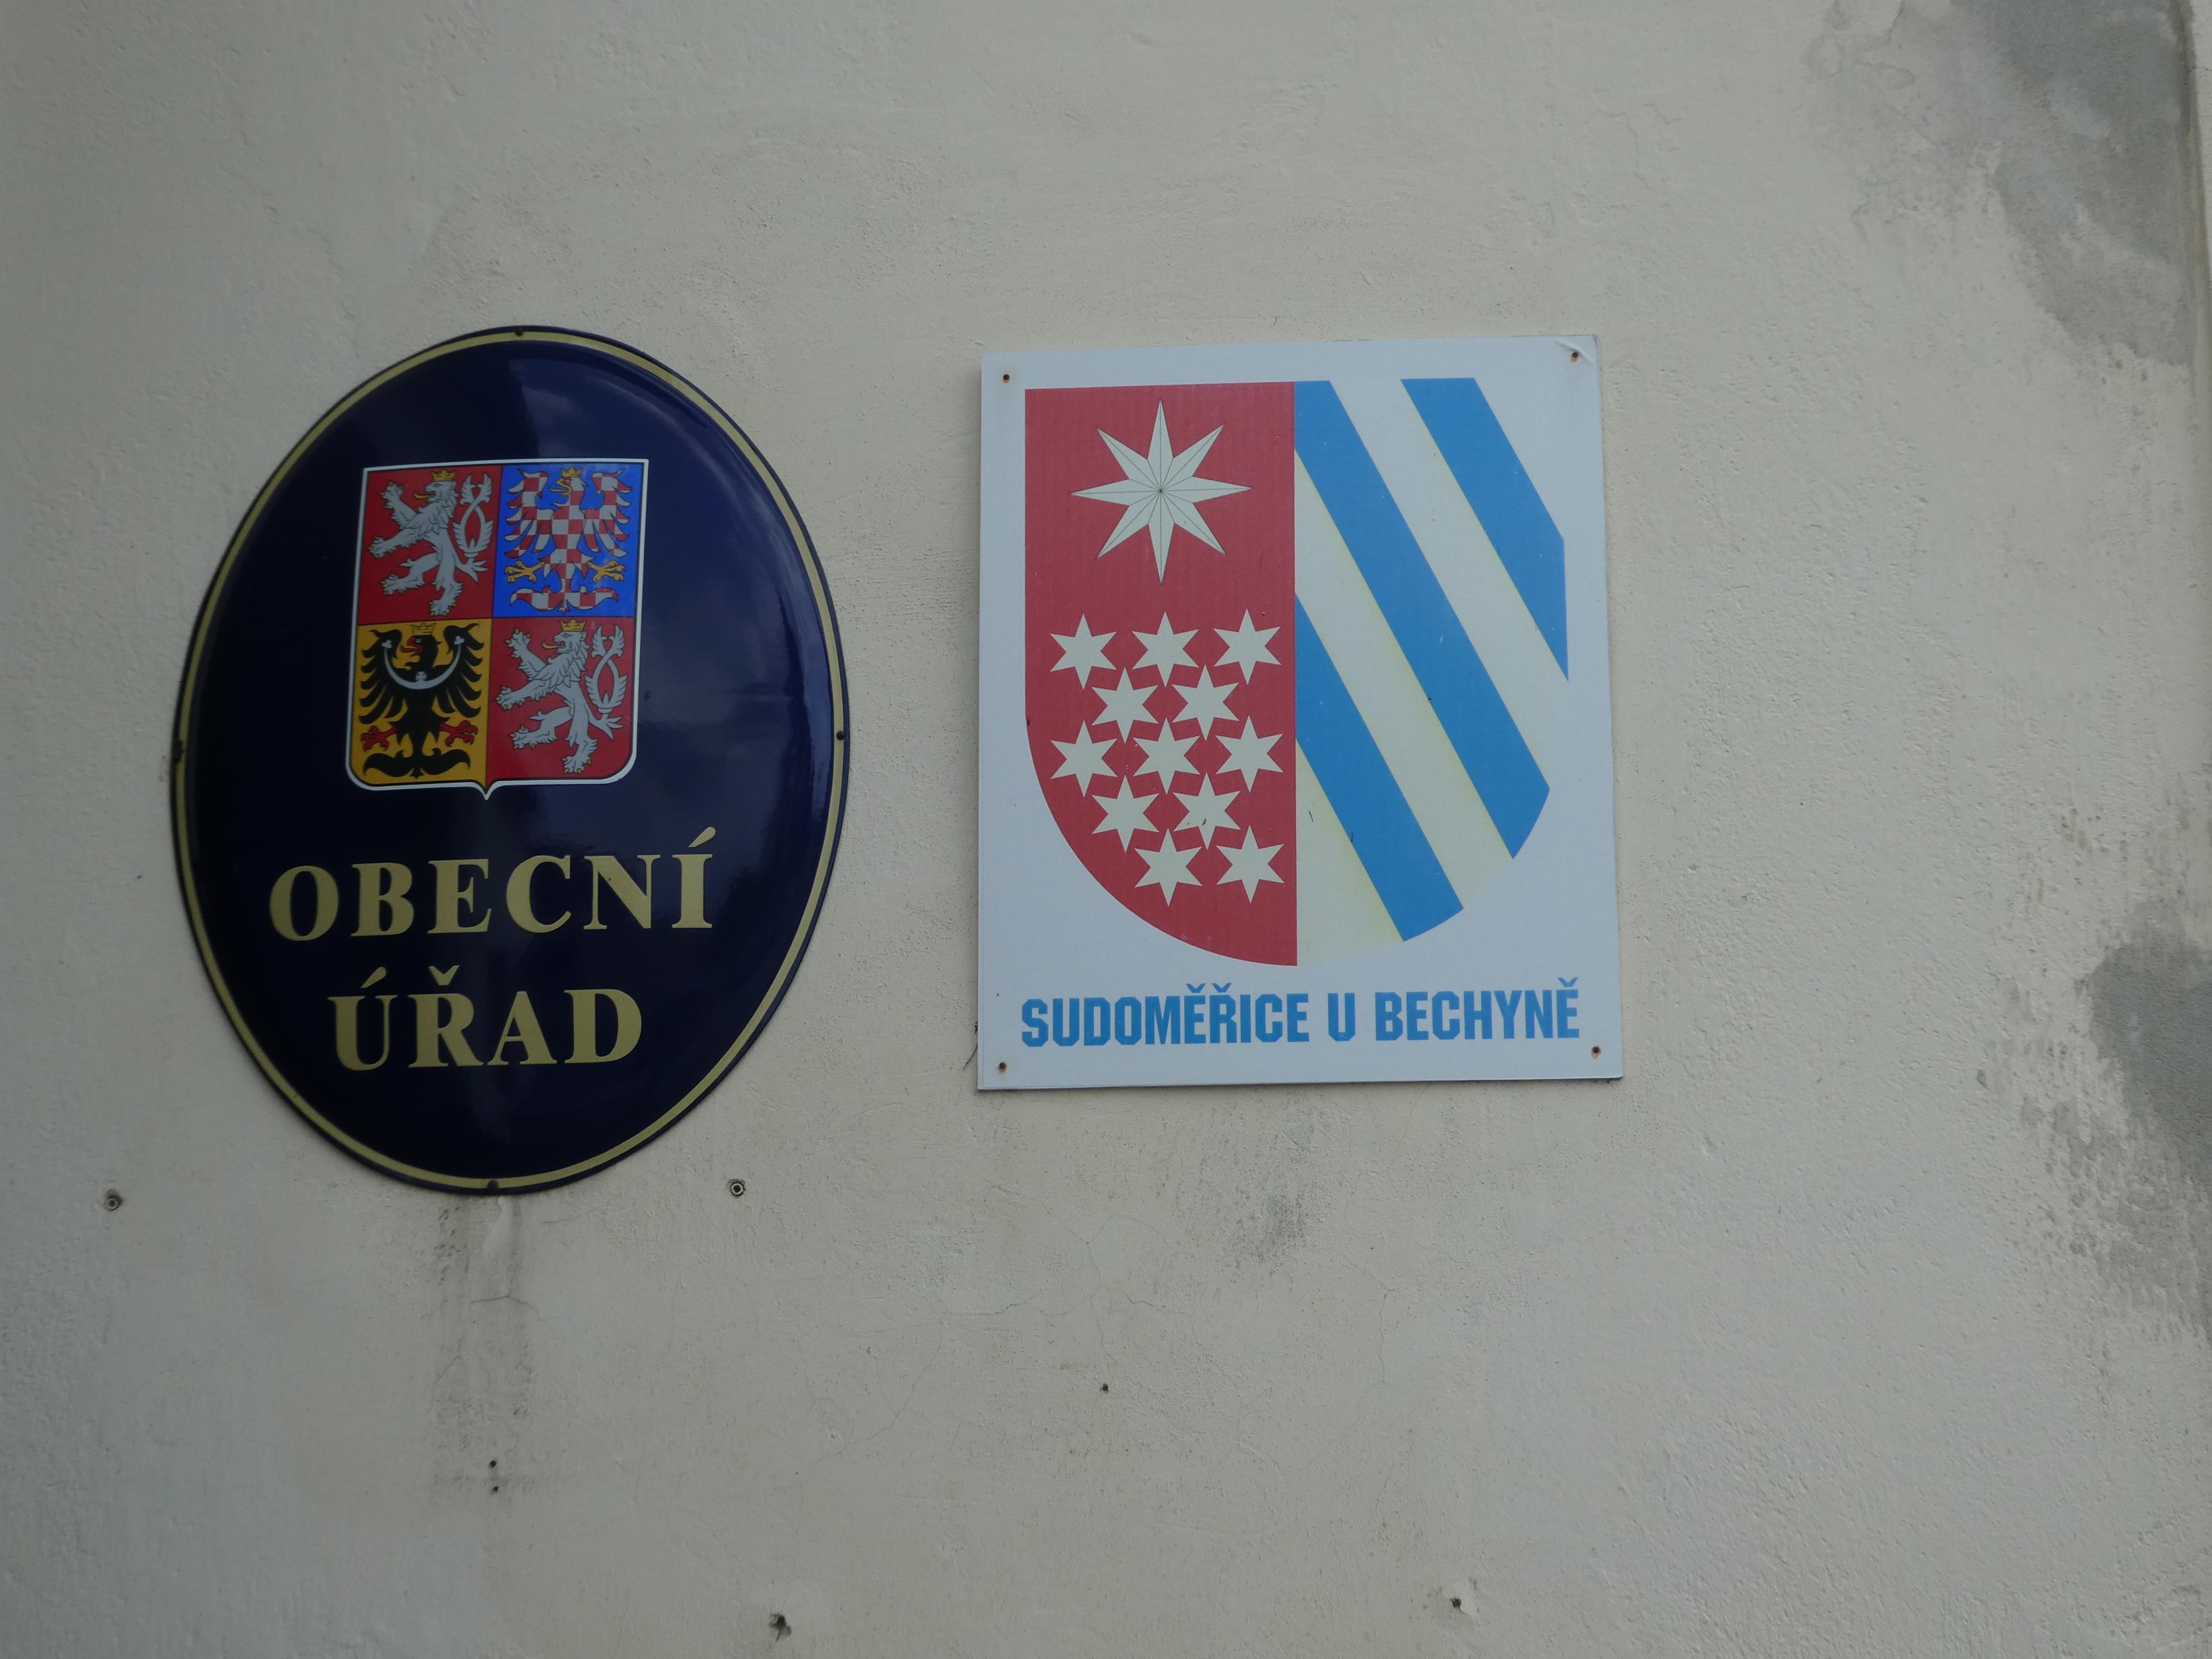 OBECNÍ
ÚŘAD
SUDOMĚŘICE U BECHYNĚ